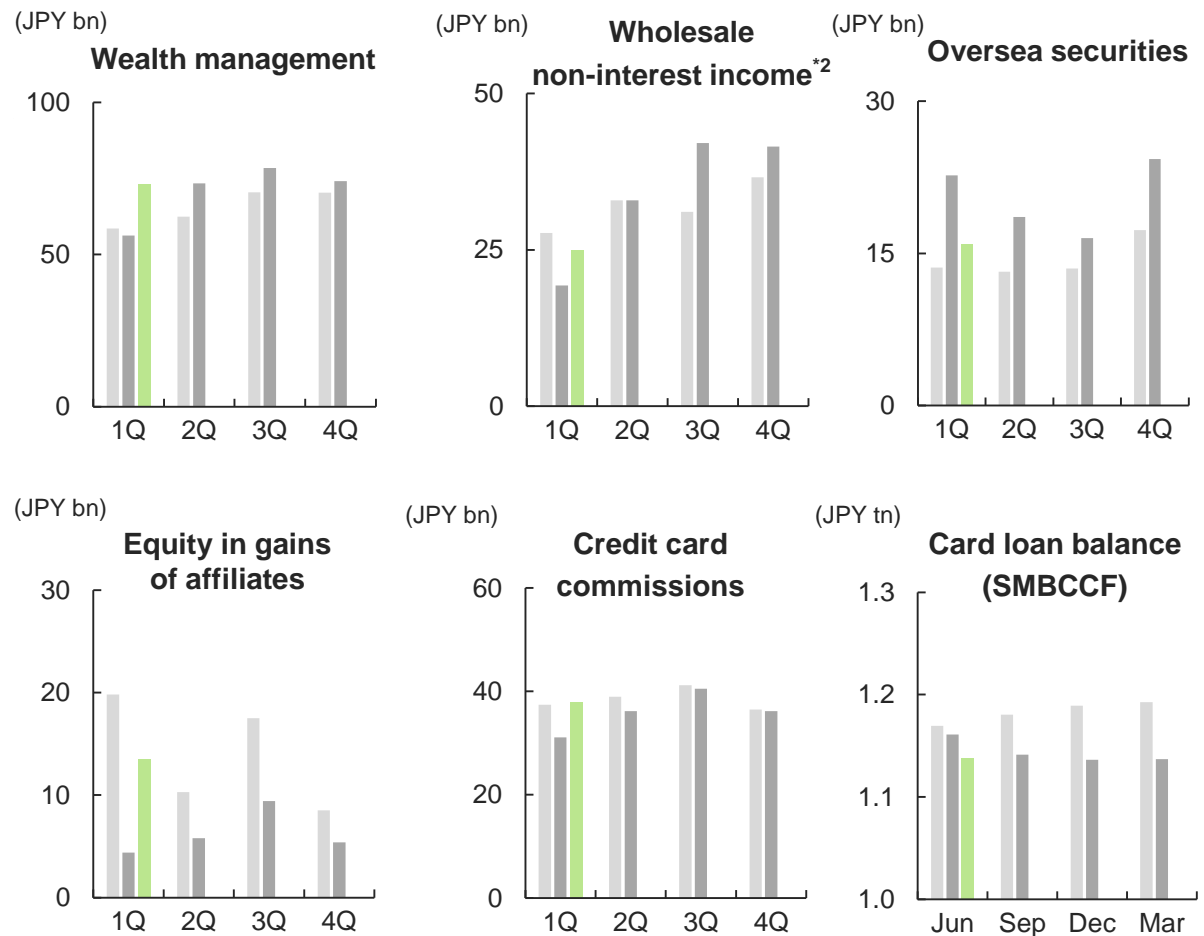 (JPY bn)
Wealth management
100
50
0
1Q 2Q 3Q 4Q
(JPY bn)
Wholesale
non-interest income*2
50
25
0
1Q 2Q 3Q 4Q
(JPY bn)
Oversea securities
30
15
0
1Q 2Q 3Q 4Q
(JPY bn)
Equity in gains
of affiliates
30
20
10
0
1Q 2Q 3Q 4Q
(JPY bn)
Credit card
commissions
60
40
20
0
1Q 2Q 3Q 4Q
(JPY tn)
Card loan balance
(SMBCCF)
1.3
1.2
1.1
1.0
Jun Sep Dec Mar